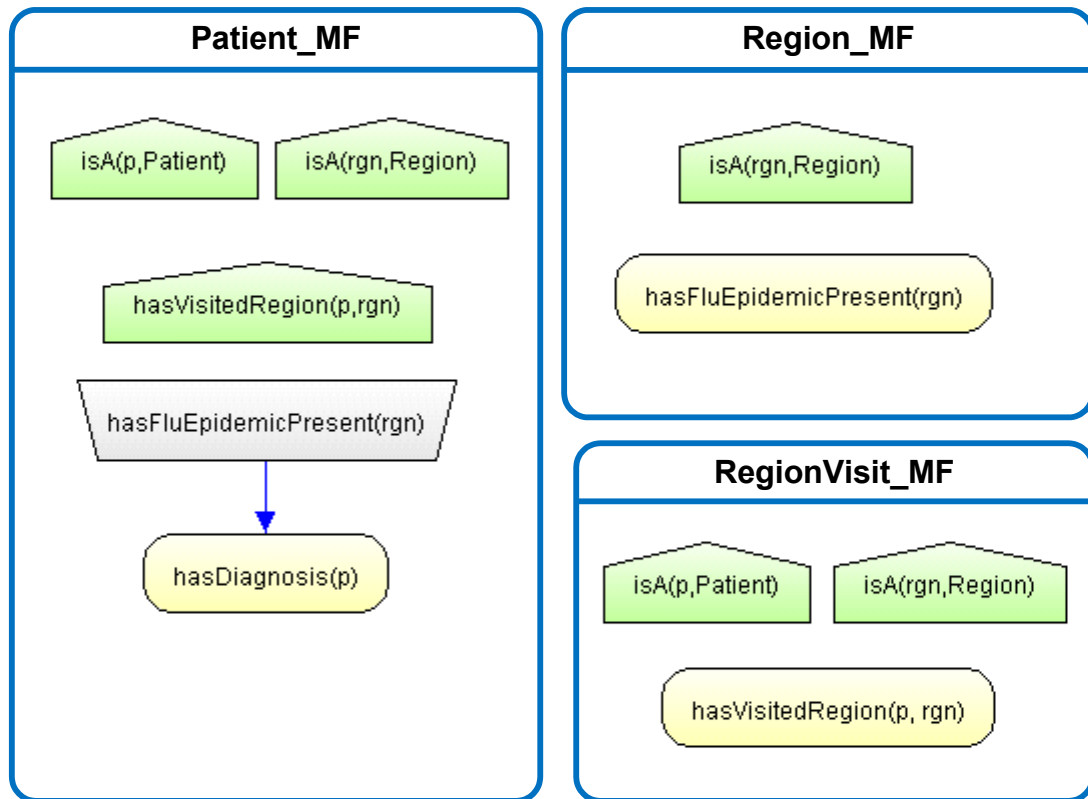 Patient_MF
isA(p,Patient)
isA(rgn,Region)
hasVisitedRegion(p,rgn)
hasFluEpidemicPresent(rgn)
hasDiagnosis(p)
Region_MF
isA(rgn,Region)
hasFluEpidemicPresent(rgn)
RegionVisit_MF
isA(p,Patient)
isA(rgn,Region)
hasVisitedRegion(p, rgn)